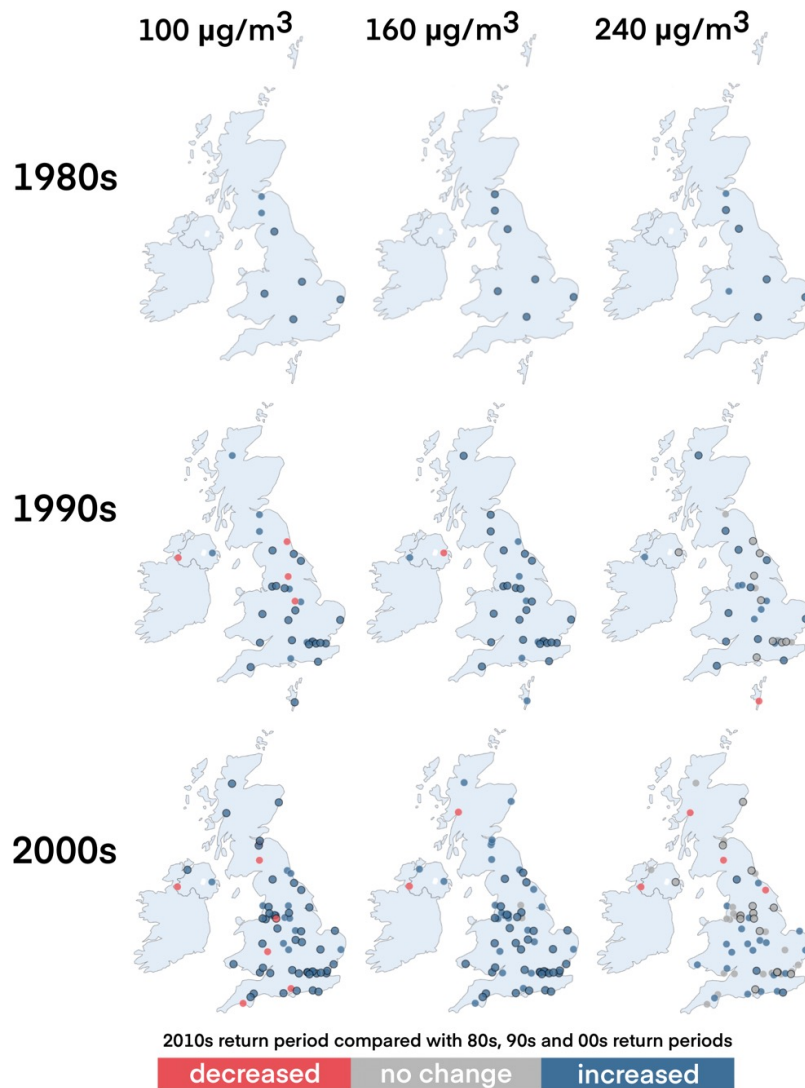 100 µg/m³ 160 µg/m³ 240 µg/m³
1980s
1990s
2000s
2010s return period compared with 80s, 90s and 00s return periods
decreased no change increased